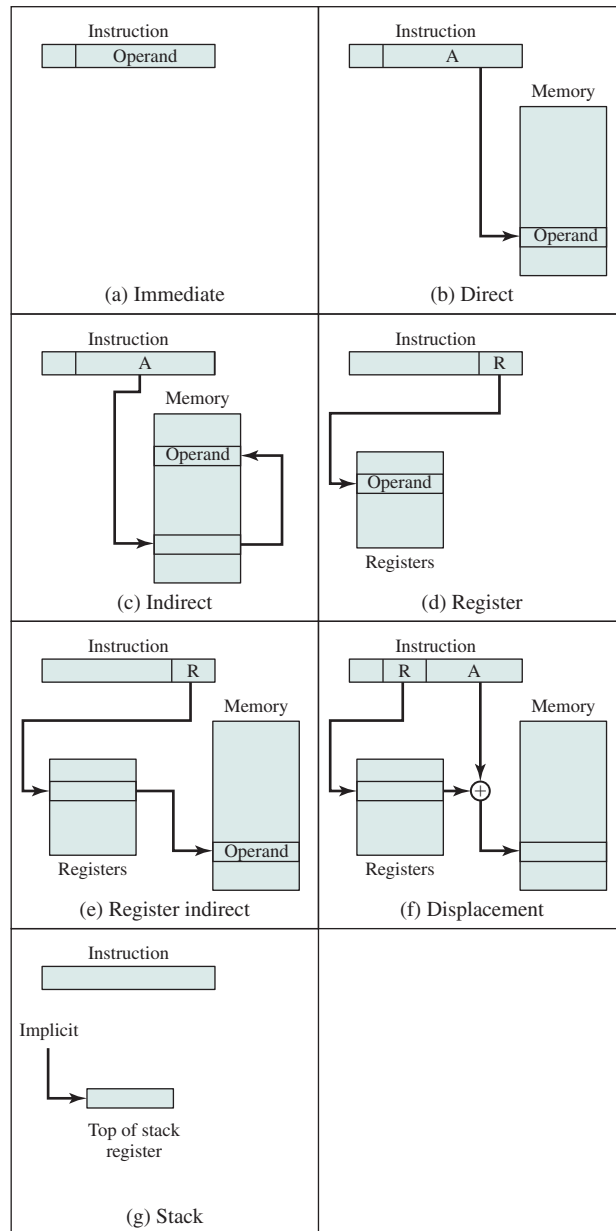 Instruction
Operand
(a) Immediate
Instruction
A
Memory
Operand
(b) Direct
Instruction
A
Memory
Operand
(c) Indirect
Instruction
R
Operand
Registers
(d) Register
Instruction
R
Memory
Operand
Registers
(e) Register indirect
Instruction
R A
Memory
+
Registers
(f) Displacement
Instruction
Implicit
Top of stack
register
(g) Stack